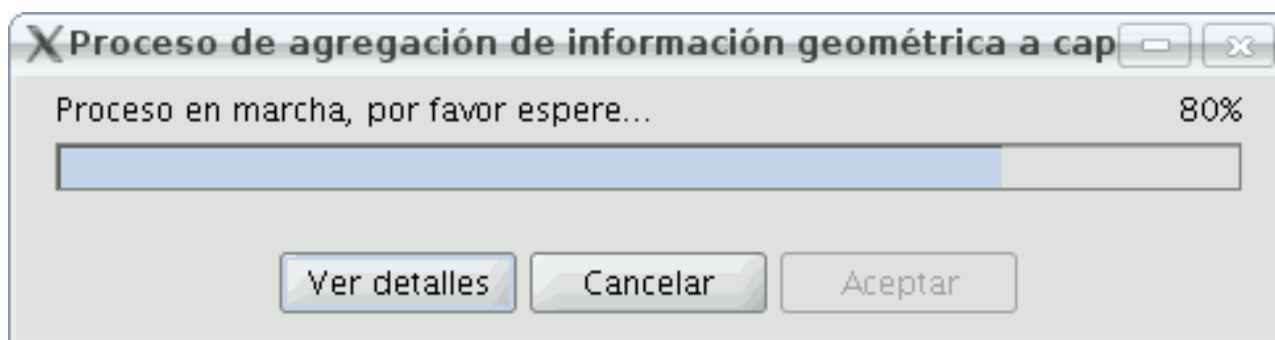 Proceso de agregación de información geométrica a cap
Proceso en marcha, por favor espere... 80%
Ver detalles Cancelar Aceptar